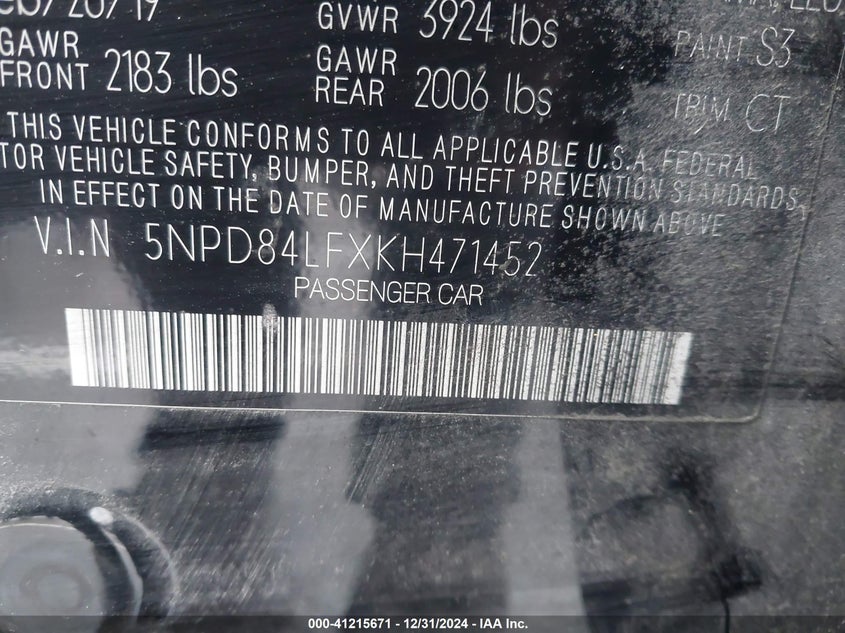 GVWR 3924 lbs
GAWR FRONT 2183 lbs
GAWR REAR 2006 lbs
PAINT S3
TRIM CT
THIS VEHICLE CONFORMS TO ALL APPLICABLE U.S.A. FEDERAL
TOR VEHICLE SAFETY, BUMPER, AND THEFT PREVENTION STANDARDS
IN EFFECT ON THE DATE OF MANUFACTURE SHOWN ABOVE
V.I.N 5NPD84LFXKH471452
PASSENGER CAR
000-41215671 - 12/31/2024 - IAA Inc.